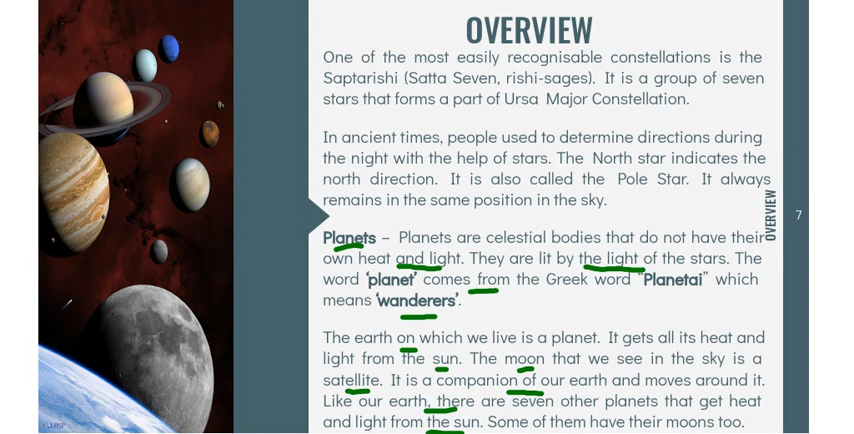 OVERVIEW
One of the most easily recognisable constellations is the
Saptarishi (Satta Seven, rishi-sages). It is a group of seven
stars that forms a part of Ursa Major Constellation.
In ancient times, people used to determine directions during
the night with the help of stars. The North star indicates the
north direction. It is also called the Pole Star. It always
remains in the same position in the sky.
Planets – Planets are celestial bodies that do not have their
own heat and light. They are lit by the light of the stars. The
word ‘planet’ comes from the Greek word “Planetai” which
means ‘wanderers’.
The earth on which we live is a planet. It gets all its heat and
light from the sun. The moon that we see in the sky is a
satellite. It is a companion of our earth and moves around it.
Like our earth, there are seven other planets that get heat
and light from the sun. Some of them have their moons too.
OVERVIEW
7